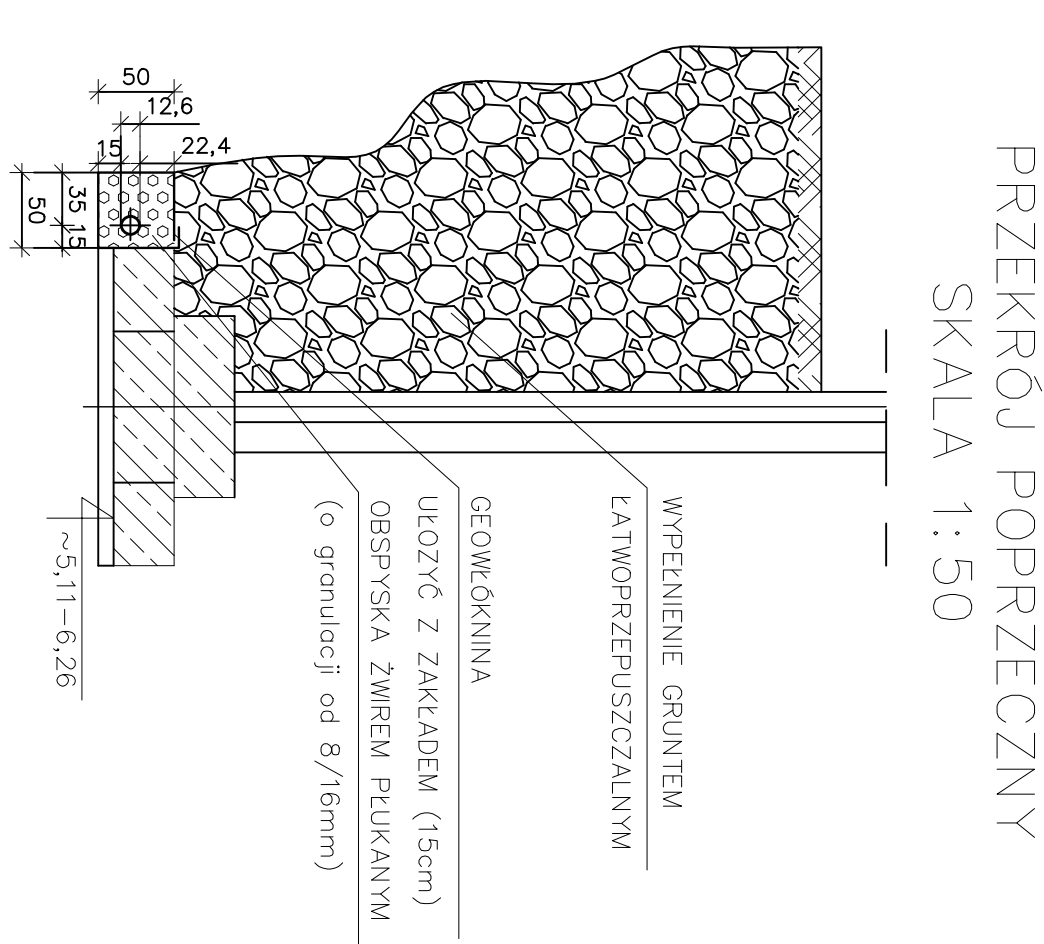 PRZEKRÓJ POPRZECZNY
SKALA 1:50
WYPEŁNIENIE GRUNTEM
ŁATWOPRZEPUSZCZALNYM
GEOWŁÓKNINA
UŁOZYĆ Z ZAKŁADEM (15cm)
OBSPYSKA ŻWIREM PŁUKANYM
(o granulacji od 8/16mm)
~5,11-6,26
50
12,6
15
22,4
35
15
50